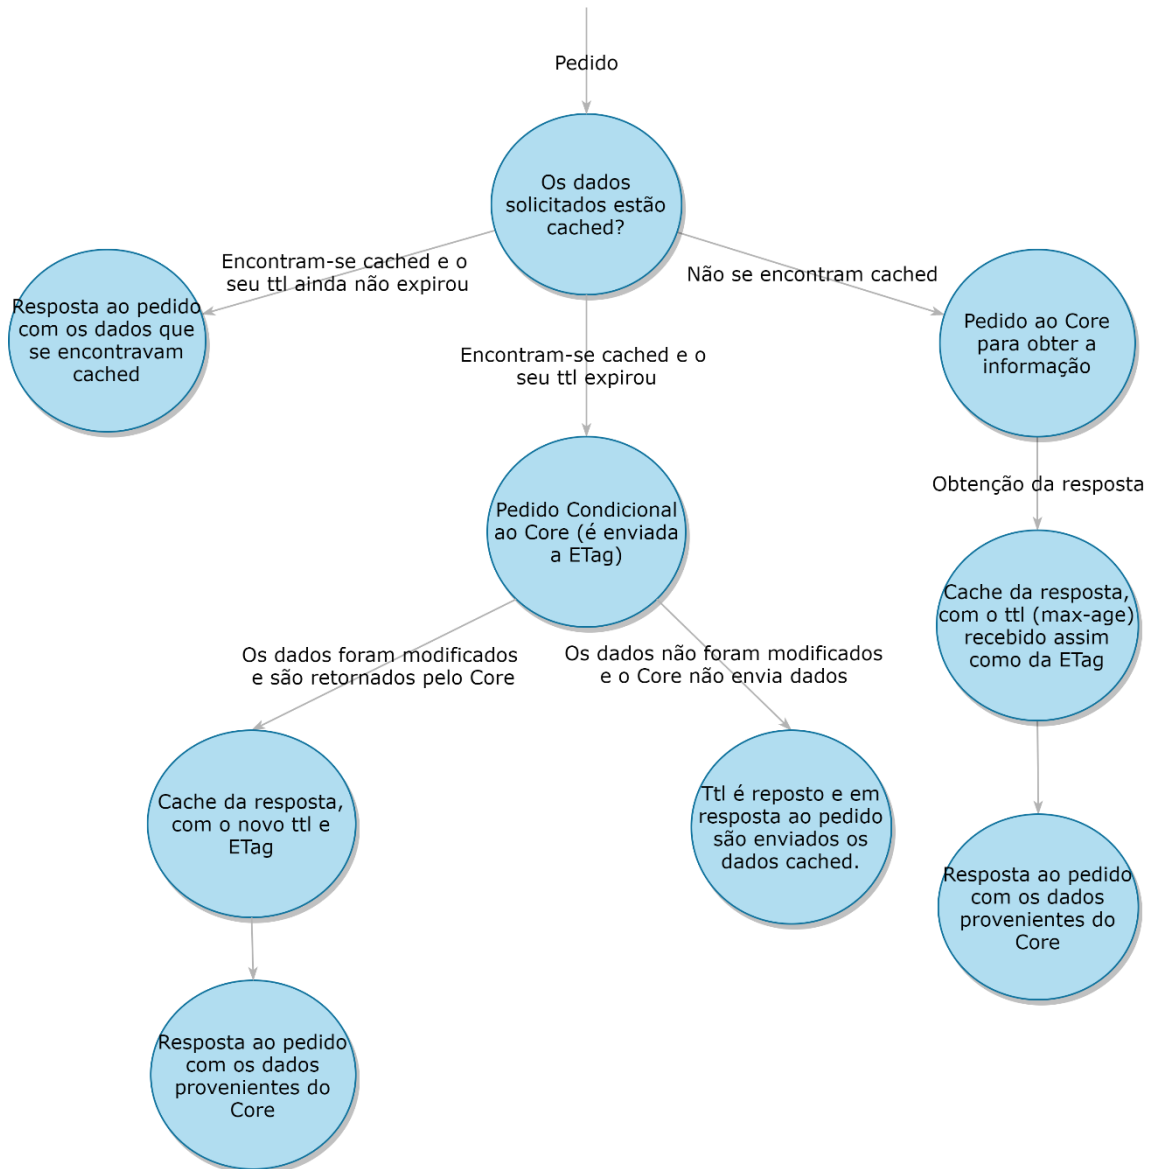 Pedido
Os dados
solicitados estão
cached?
Encontram-se cached e o
seu ttl ainda não expirou
Não se encontram cached
Resposta ao pedido
com os dados que
se encontravam
cached
Pedido ao Core
para obter a
informação
Encontram-se cached e o
seu ttl expirou
Obtenção da resposta
Pedido Condicional
ao Core (é enviada
a ETag)
Cache da resposta,
com o ttl (max-age)
recebido assim
como da ETag
Os dados foram modificados
e são retornados pelo Core
Os dados não foram modificados
e o Core não envia dados
Cache da resposta,
com o novo ttl e
ETag
Ttl é reposto e em
resposta ao pedido
são enviados os
dados cached.
Resposta ao pedido
com os dados
provenientes do
Core
Resposta ao pedido
com os dados
provenientes do
Core